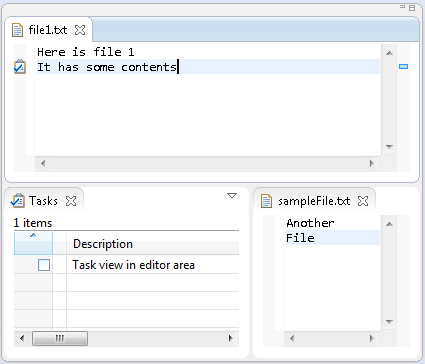 file1.txt
Here is file 1
It has some contents
Tasks
1 items
Description
Task view in editor area
sampleFile.txt
Another
File